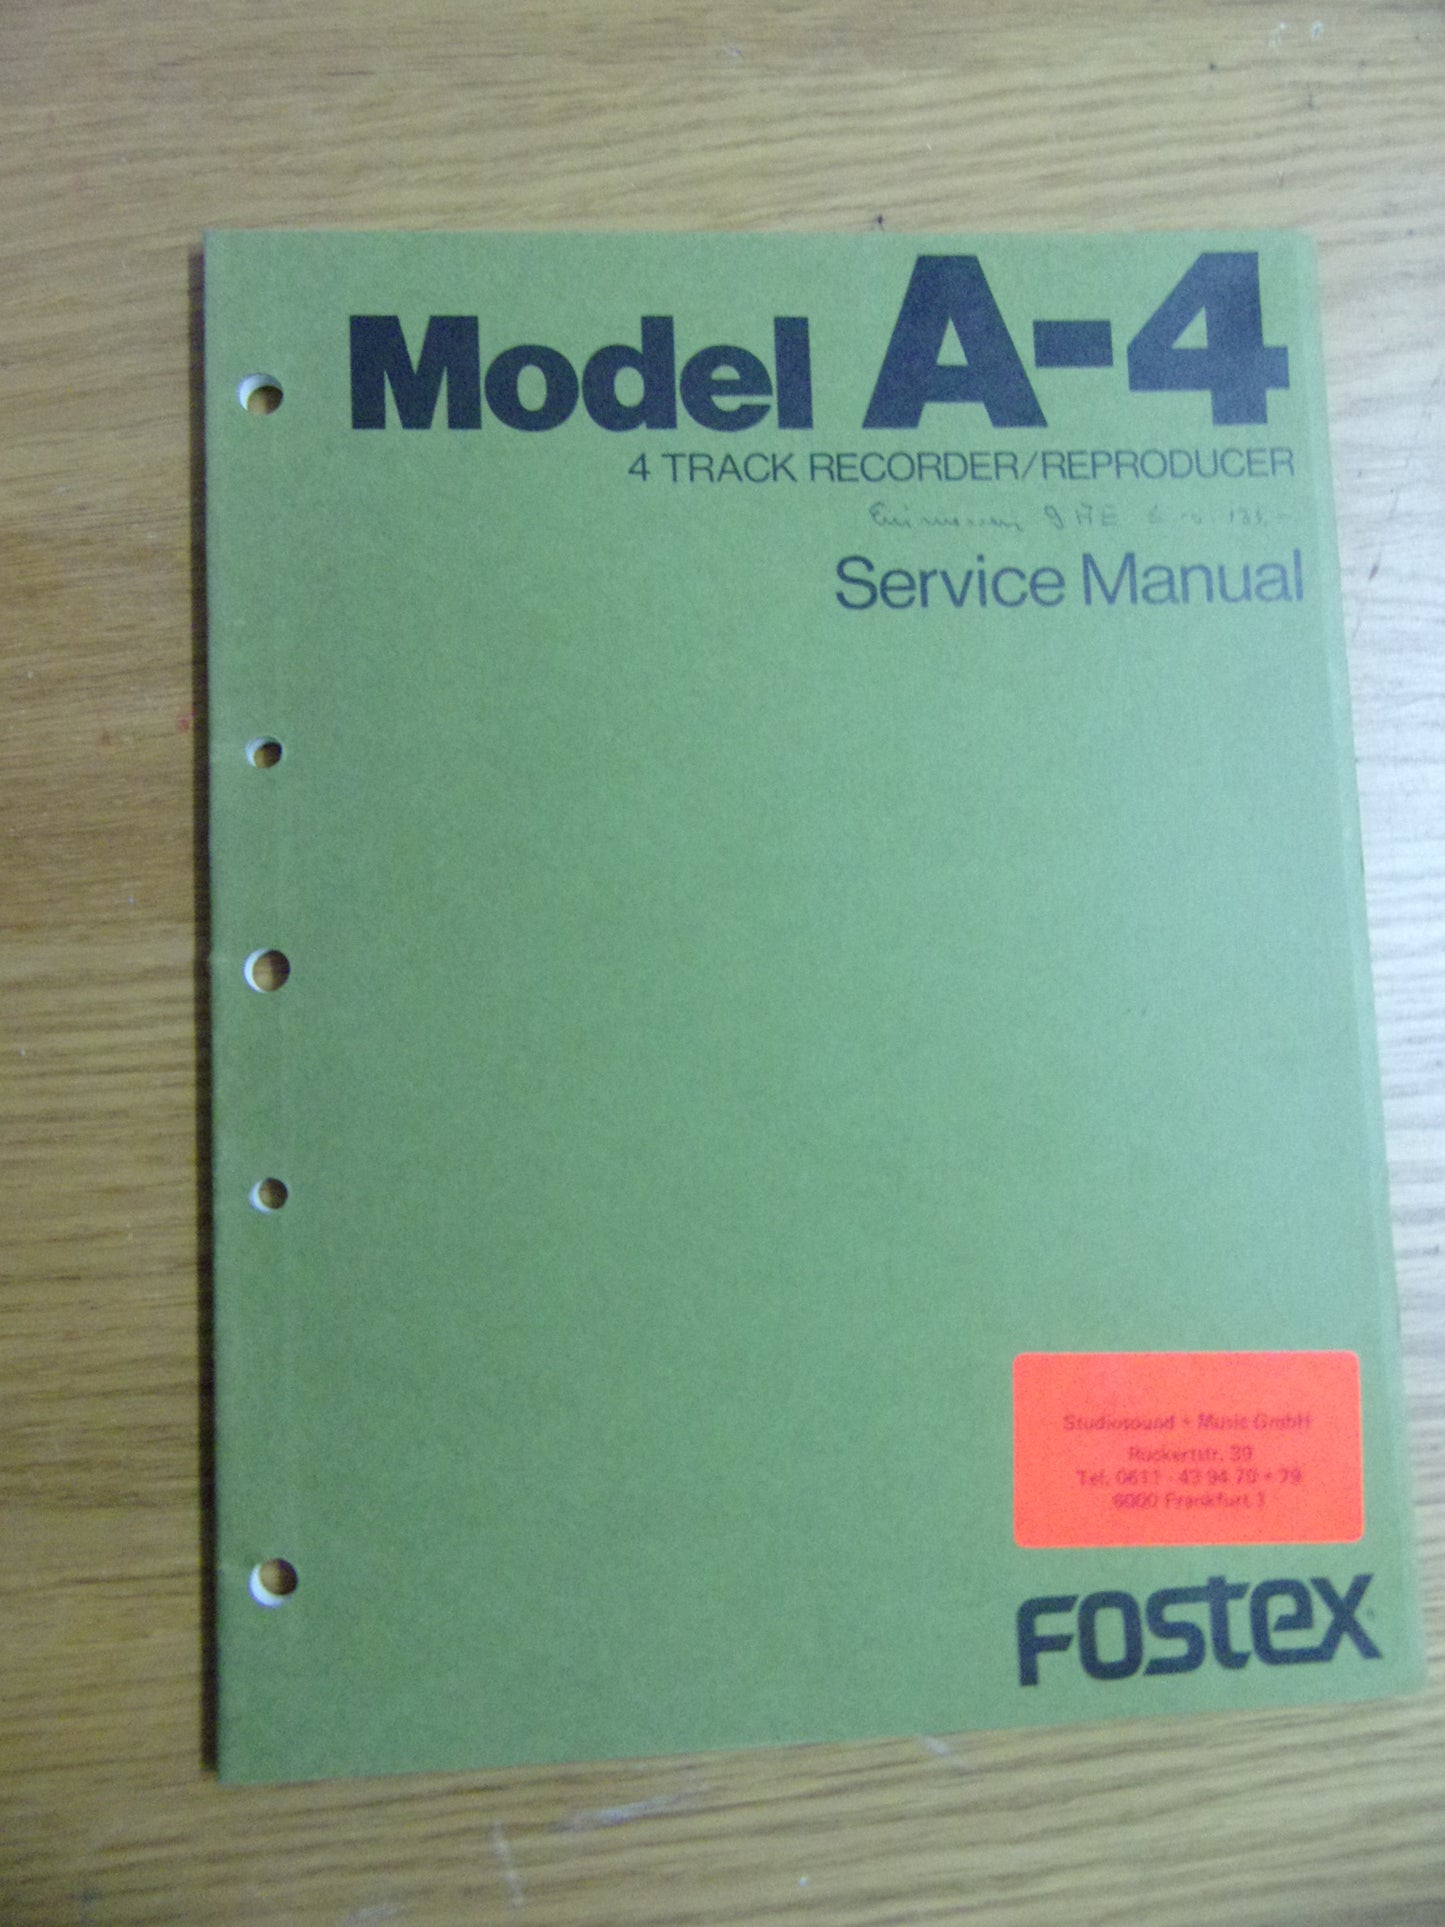 Model A-4
4 TRACK RECORDER/REPRODUCER
Service Manual
Studiosound + Music GmbH
Rückertstr. 39
Tel. 0611 - 43 94 70 + 79
6000 Frankfurt 1
FOSTEX